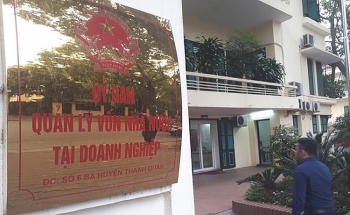 ỦY BAN
QUẢN LÝ VỐN NHÀ NƯỚC
TẠI DOANH NGHIỆP
ĐC: SỐ 6 BÀ HUYỆN THANH QUAN